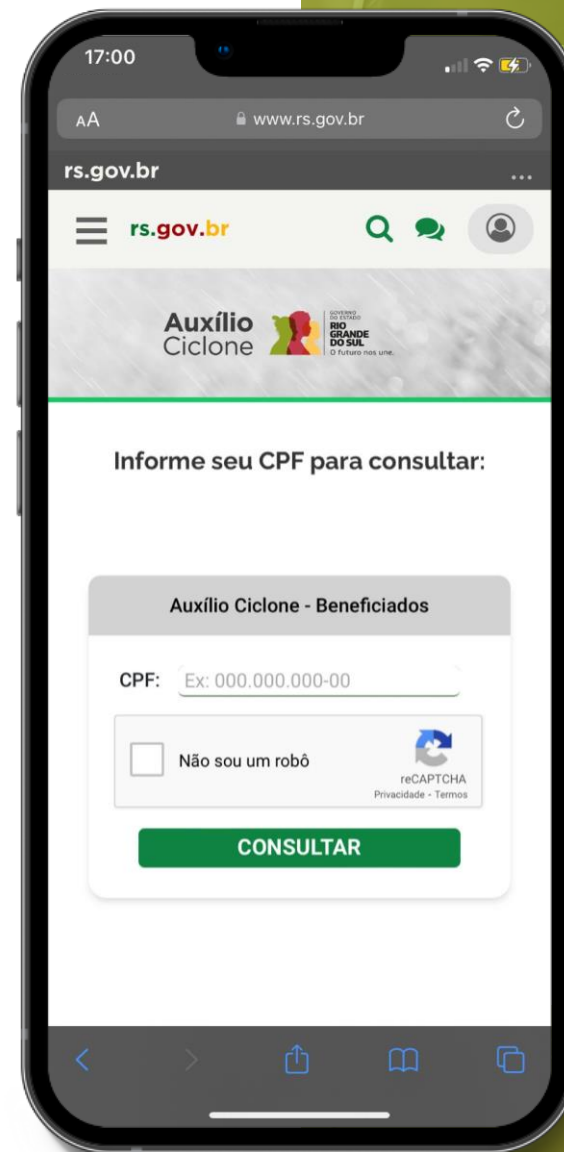 17:00
AA
www.rs.gov.br
rs.gov.br
...
rs.gov.br
Auxílio
Ciclone
GOVERNO
DO ESTADO
RIO
GRANDE
DO SUL
O futuro nos une.
Informe seu CPF para consultar:
Auxílio Ciclone - Beneficiados
CPF: Ex: 000.000.000-00
Não sou um robô
reCAPTCHA
Privacidade - Termos
CONSULTAR